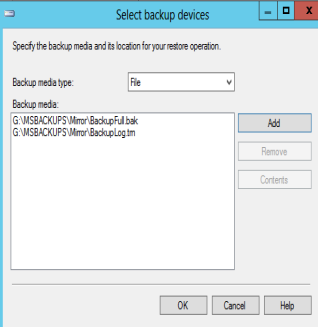 Select backup devices
Specify the backup media and its location for your restore operation.
Backup media type:
File
Backup media:
G:\MSBACKUPS\Mirror\BackupFull.bak
G:\MSBACKUPS\Mirror\BackupLog.trn
Add
Remove
Contents
OK
Cancel
Help